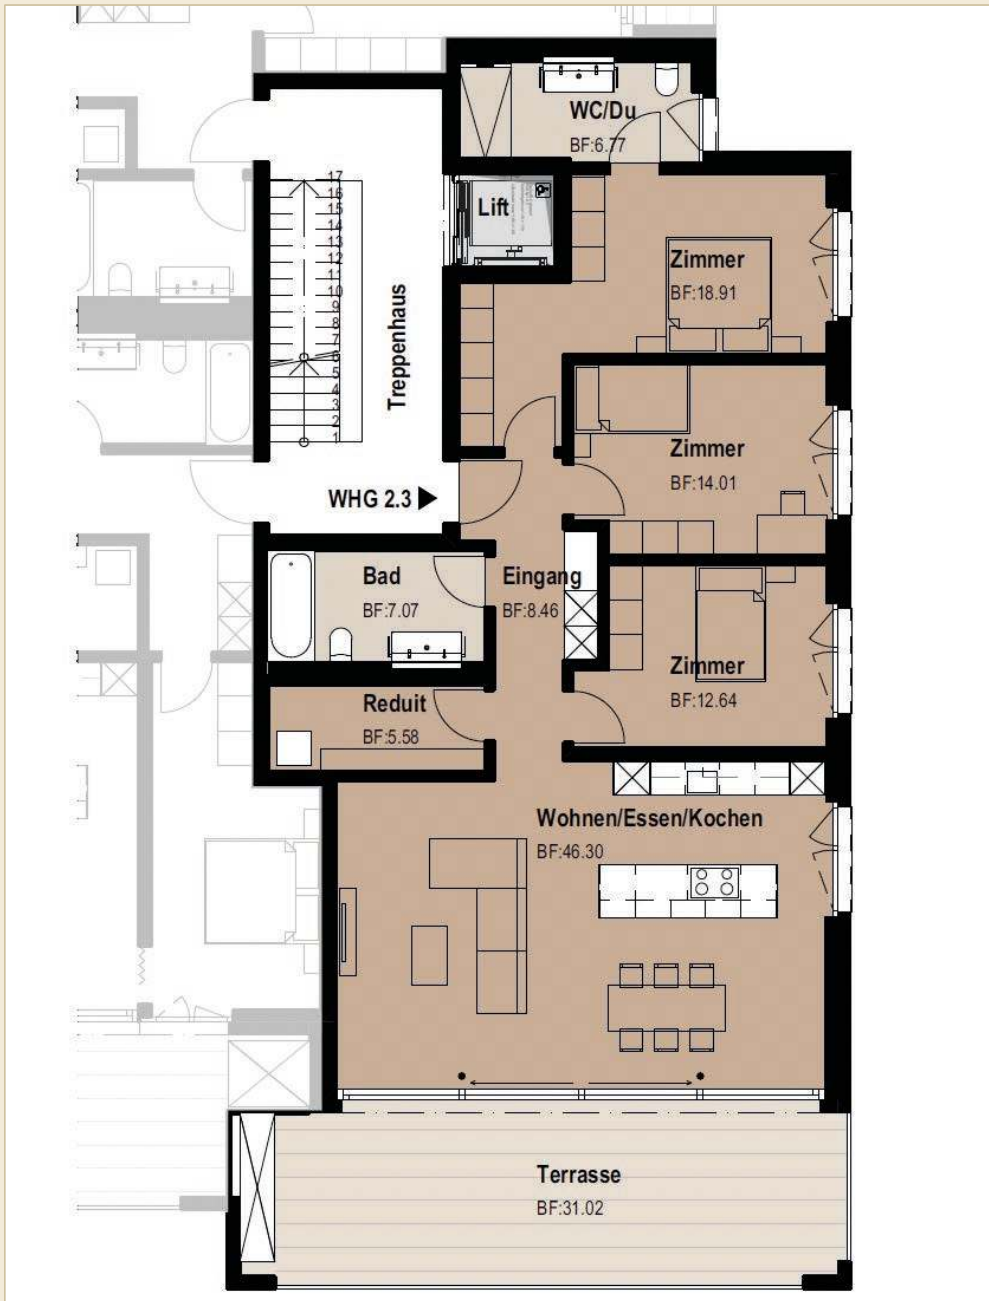 WC/Du
BF:6.77
Lift
Zimmer
BF:18.91
17
16
15
14
13
12
11
10
9
8
7
6
5
4
3
2
1
Treppenhaus
Zimmer
BF:14.01
WHG 2.3
Bad
BF:7.07
Eingang
BF:8.46
Zimmer
BF:12.64
Reduit
BF:5.58
Wohnen/Essen/Kochen
BF:46.30
Terrasse
BF:31.02